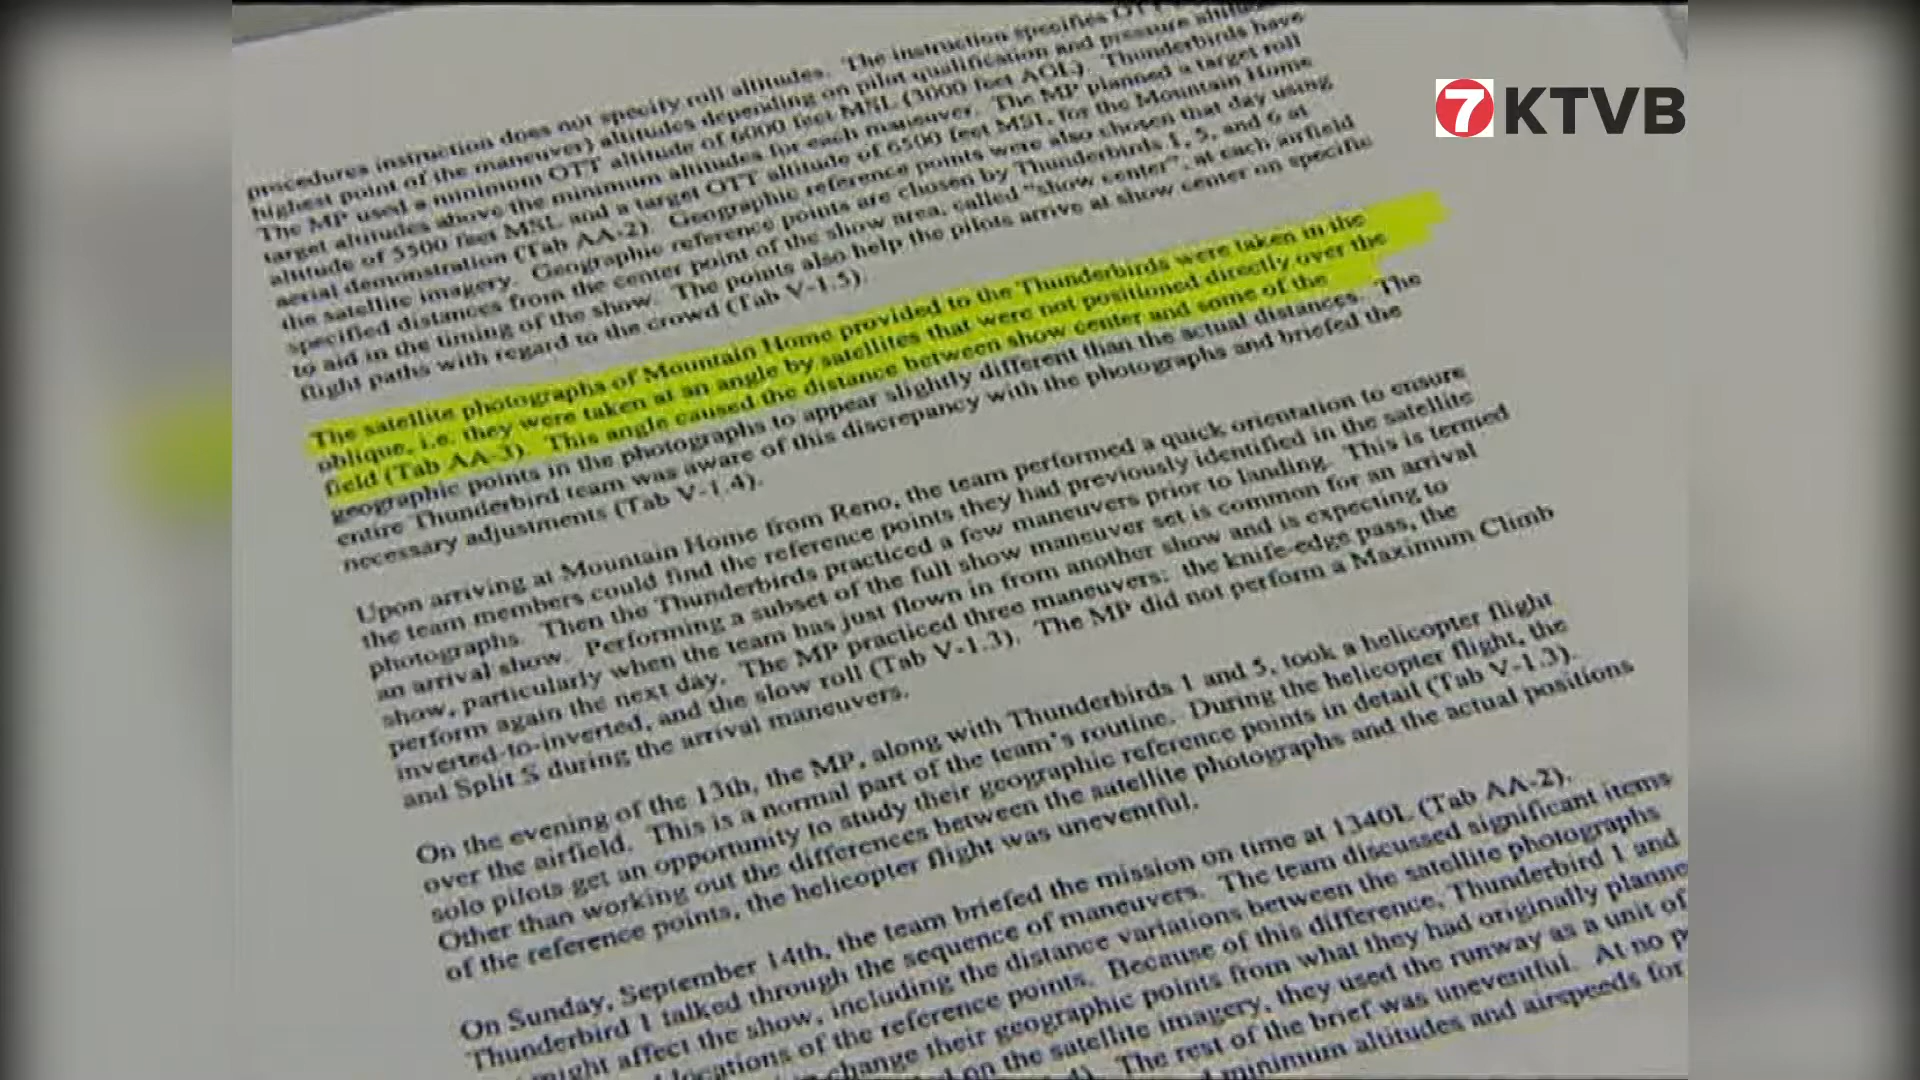 procedures instruction does not specify roll altitudes. The instruction specifies OTT
highest point of the maneuver) altitudes depending on pilot qualification and pressure
The MP used a minimum OTT altitude of 6000 feet MSL (3000 feet AGL). Thunderbirds have
target altitudes above the minimum altitudes for each maneuver. The MP planned a target roll
altitude of 5500 feet MSL and a target OTT altitude of 6500 feet MSL, for the Mountain Home
aerial demonstration (Tab AA-2). Geographic reference points were also chosen that day using
the satellite imagery. Geographic reference points are chosen by Thunderbirds 1, 5, and 6 at
specified distances from the center point of the show area, called "show center", at each airfield
to aid in the timing of the show. The points also help the pilots arrive at show center on specific
flight paths with regard to the crowd (Tab V-1.5).
The satellite photographs of Mountain Home provided to the Thunderbirds were taken in the
oblique, i.e. they were taken at an angle by satellites that were not positioned directly over the
field (Tab AA-3). This angle caused the distance between show center and some of the
geographic points in the photographs to appear slightly different than the actual distances. The
entire Thunderbird team was aware of this discrepancy with the photographs and briefed the
necessary adjustments (Tab V-1.4).
Upon arriving at Mountain Home from Reno, the team performed a quick orientation to ensure
the team members could find the reference points they had previously identified in the satellite
photographs. Then the Thunderbirds practiced a few maneuvers prior to landing. This is termed
an arrival show. Performing a subset of the full show maneuver set is common for an arrival
show, particularly when the team has just flown in from another show and is expecting to
perform again the next day. The MP practiced three maneuvers: the knife-edge pass, the
inverted-to-inverted, and the slow roll (Tab V-1.3). The MP did not perform a Maximum Climb
and Split S during the arrival maneuvers.
On the evening of the 13th, the MP, along with Thunderbirds 1 and 5, took a helicopter flight
over the airfield. This is a normal part of the team's routine. During the helicopter flight, the
solo pilots get an opportunity to study their geographic reference points in detail (Tab V-1.3).
Other than working out the differences between the satellite photographs and the actual positions
of the reference points, the helicopter flight was uneventful.
On Sunday, September 14th, the team briefed the mission on time at 1340L (Tab AA-2).
Thunderbird 1 talked through the sequence of maneuvers. The team discussed significant items
might affect the show, including the distance variations between the satellite photographs
locations of the reference points. Because of this difference, Thunderbird 1 and
change their geographic points from what they had originally planne
on the satellite imagery, they used the runway as a unit of
The rest of the brief was uneventful. At no p
minimum altitudes and airspeeds for
7 KTVB